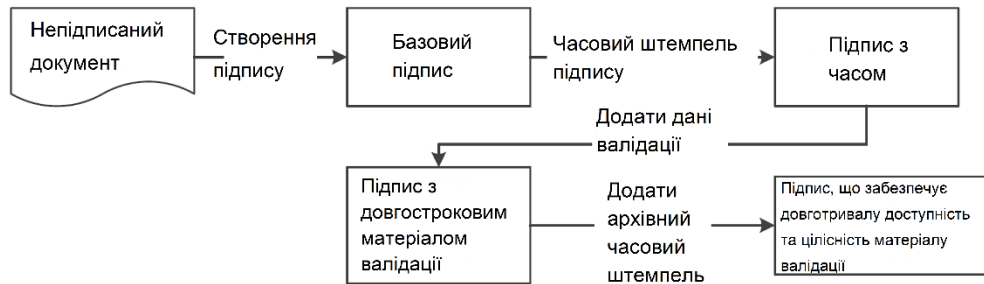 Непідписаний
документ
Створення
підпису
Базовий
підпис
Часовий штемпель
підпису
Підпис з
часом
Додати дані
валідації
Підпис з
довгостроковим
матеріалом
валідації
Додати
архівний
часовий
штемпель
Підпис, що забезпечує
довготривалу доступність
та цілісність матеріалу
валідації